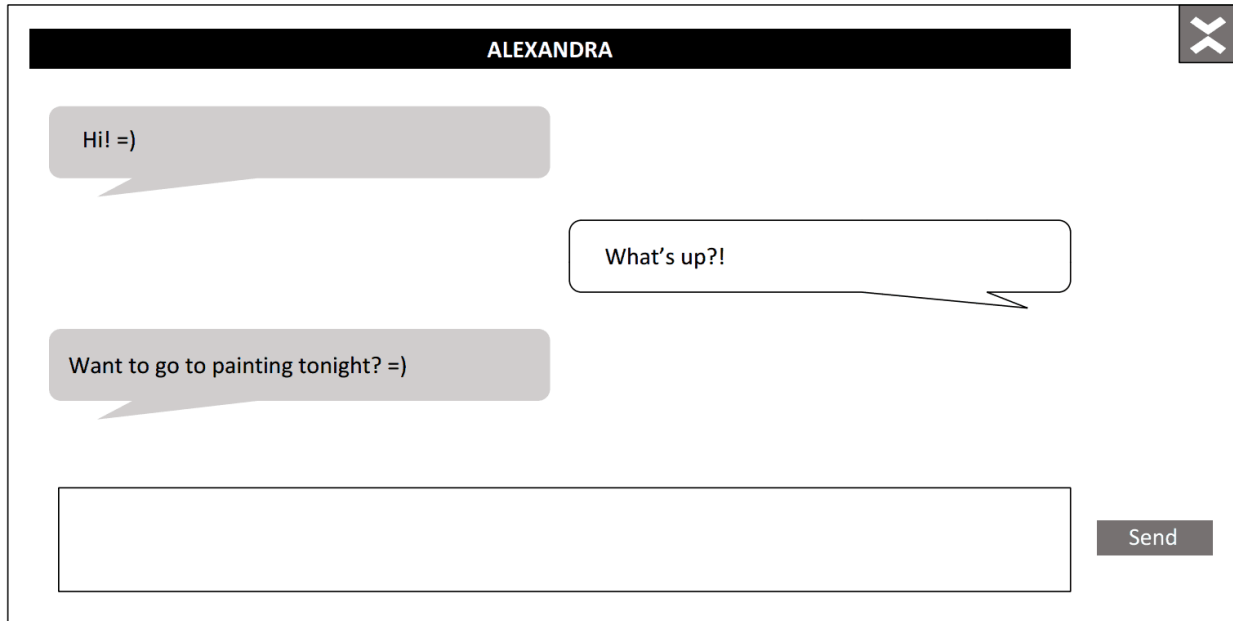 ALEXANDRA
Hi! =)
What’s up?!
Want to go to painting tonight? =)
Send